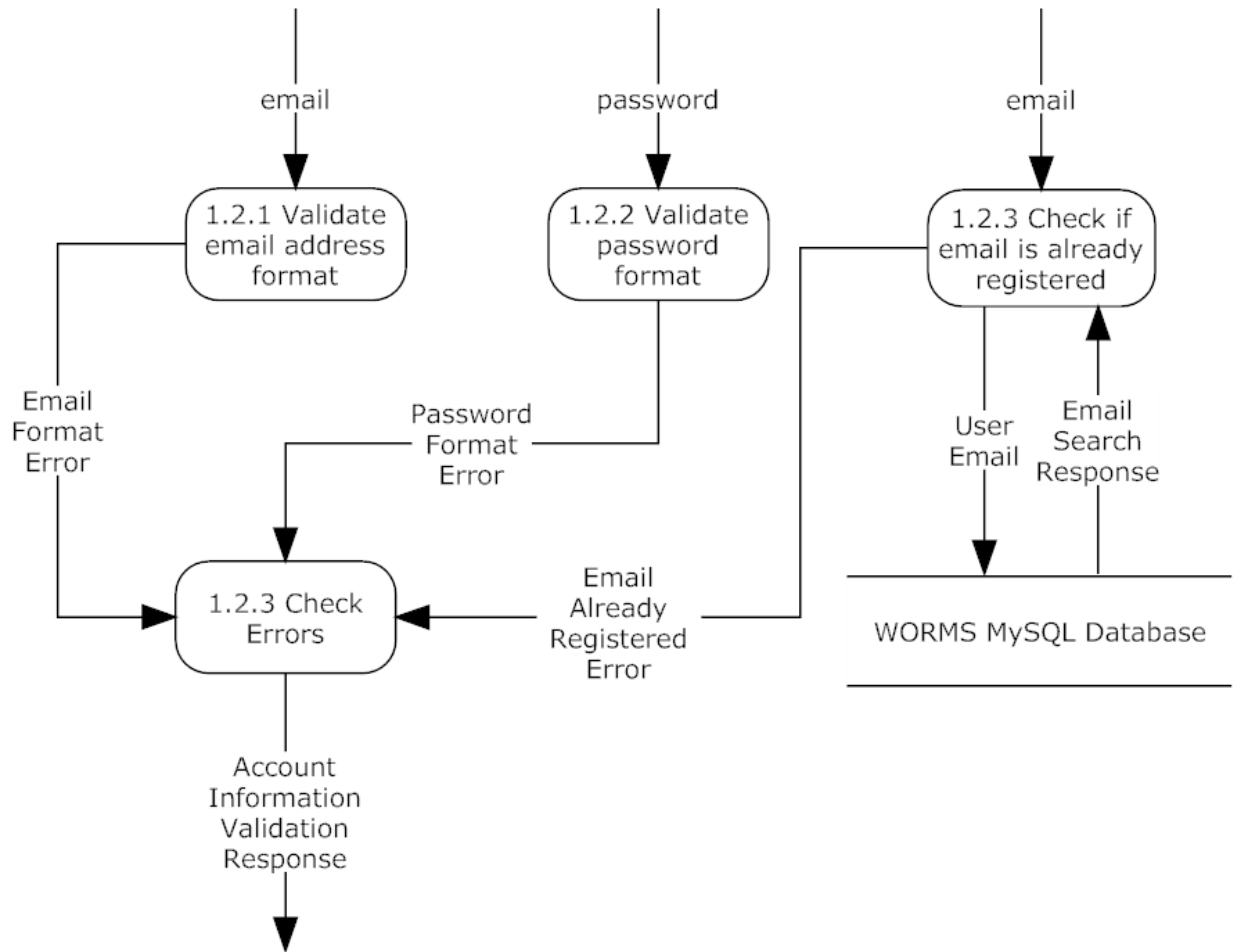 email
password
email
1.2.1 Validate
email address
format
1.2.2 Validate
password
format
1.2.3 Check if
email is already
registered
Email
Format
Error
Password
Format
Error
User
Email
Email
Search
Response
1.2.3 Check
Errors
Email
Already
Registered
Error
WORMS MySQL Database
Account
Information
Validation
Response